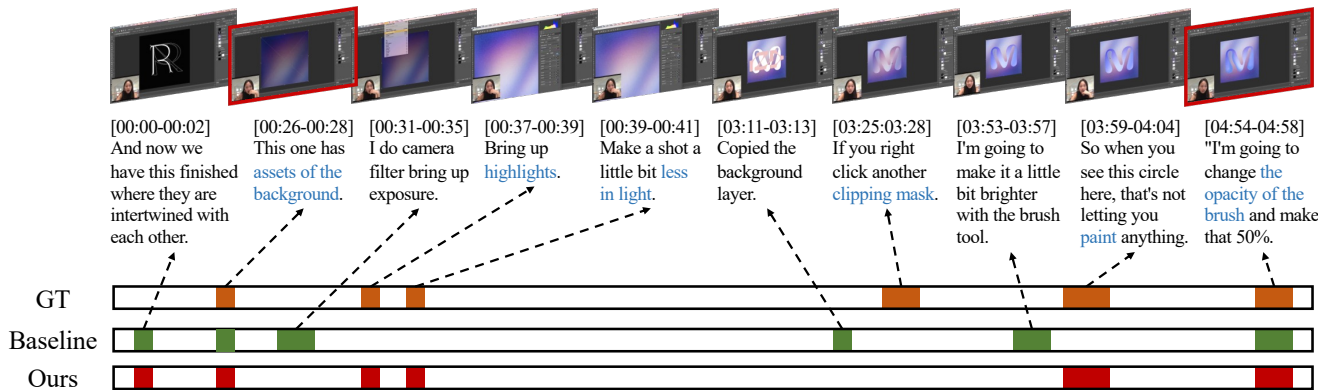 [00:00-00:02]
And now we
have this finished
where they are
intertwined with
each other.
[00:26-00:28]
This one has
assets of the
background.
[00:31-00:35]
I do camera
filter bring up
exposure.
[00:37-00:39]
Bring up
highlights.
[00:39-00:41]
Make a shot a
little bit less
in light.
[03:11-03:13]
Copied the
background
layer.
[03:25:03:28]
If you right
click another
clipping mask.
[03:53-03:57]
I'm going to
make it a little
bit brighter
with the brush
tool.
[03:59-04:04]
So when you
see this circle
here, that's not
letting you
paint anything.
[04:54-04:58]
"I'm going to
change the
opacity of the
brush and make
that 50%.
GT
Baseline
Ours